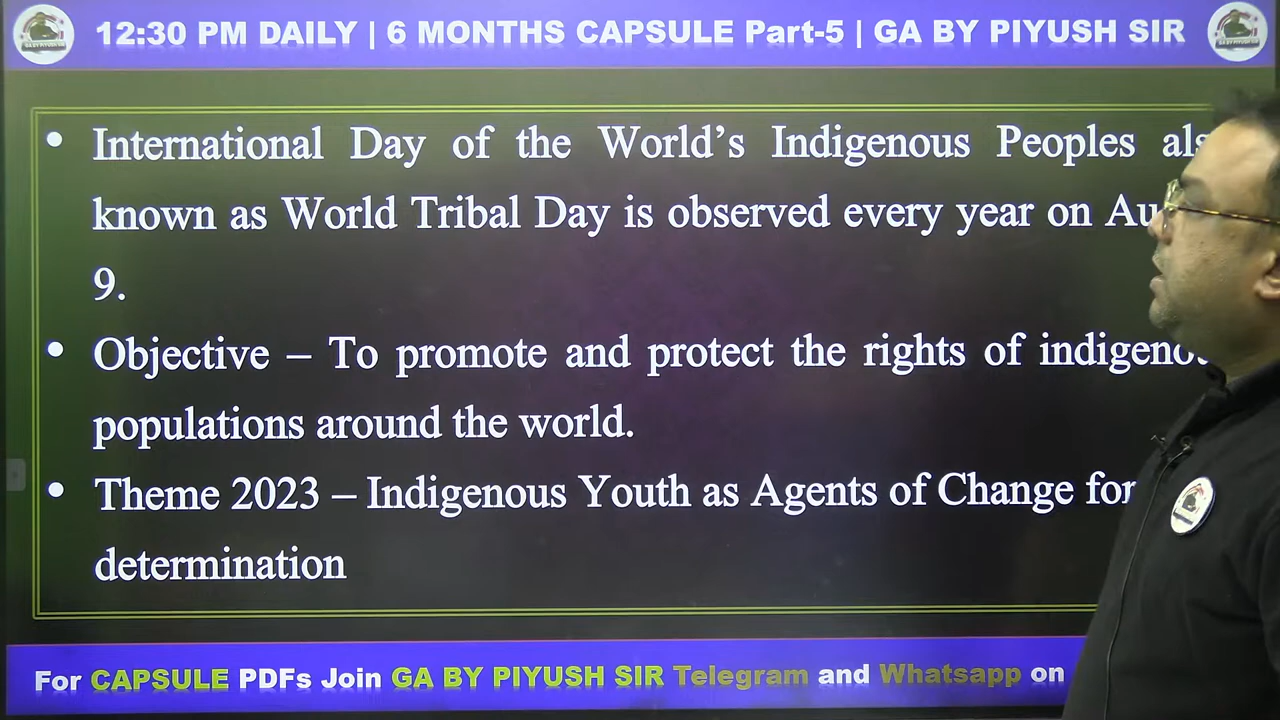 12:30 PM DAILY | 6 MONTHS CAPSULE Part-5 | GA BY PIYUSH SIR
• International Day of the World’s Indigenous Peoples
known as World Tribal Day is observed every year on
9.
• Objective – To promote and protect the rights of
populations around the world.
• Theme 2023 – Indigenous Youth as Agents of Change for
determination
For CAPSULE PDFs Join GA BY PIYUSH SIR Telegram and Whatsapp on